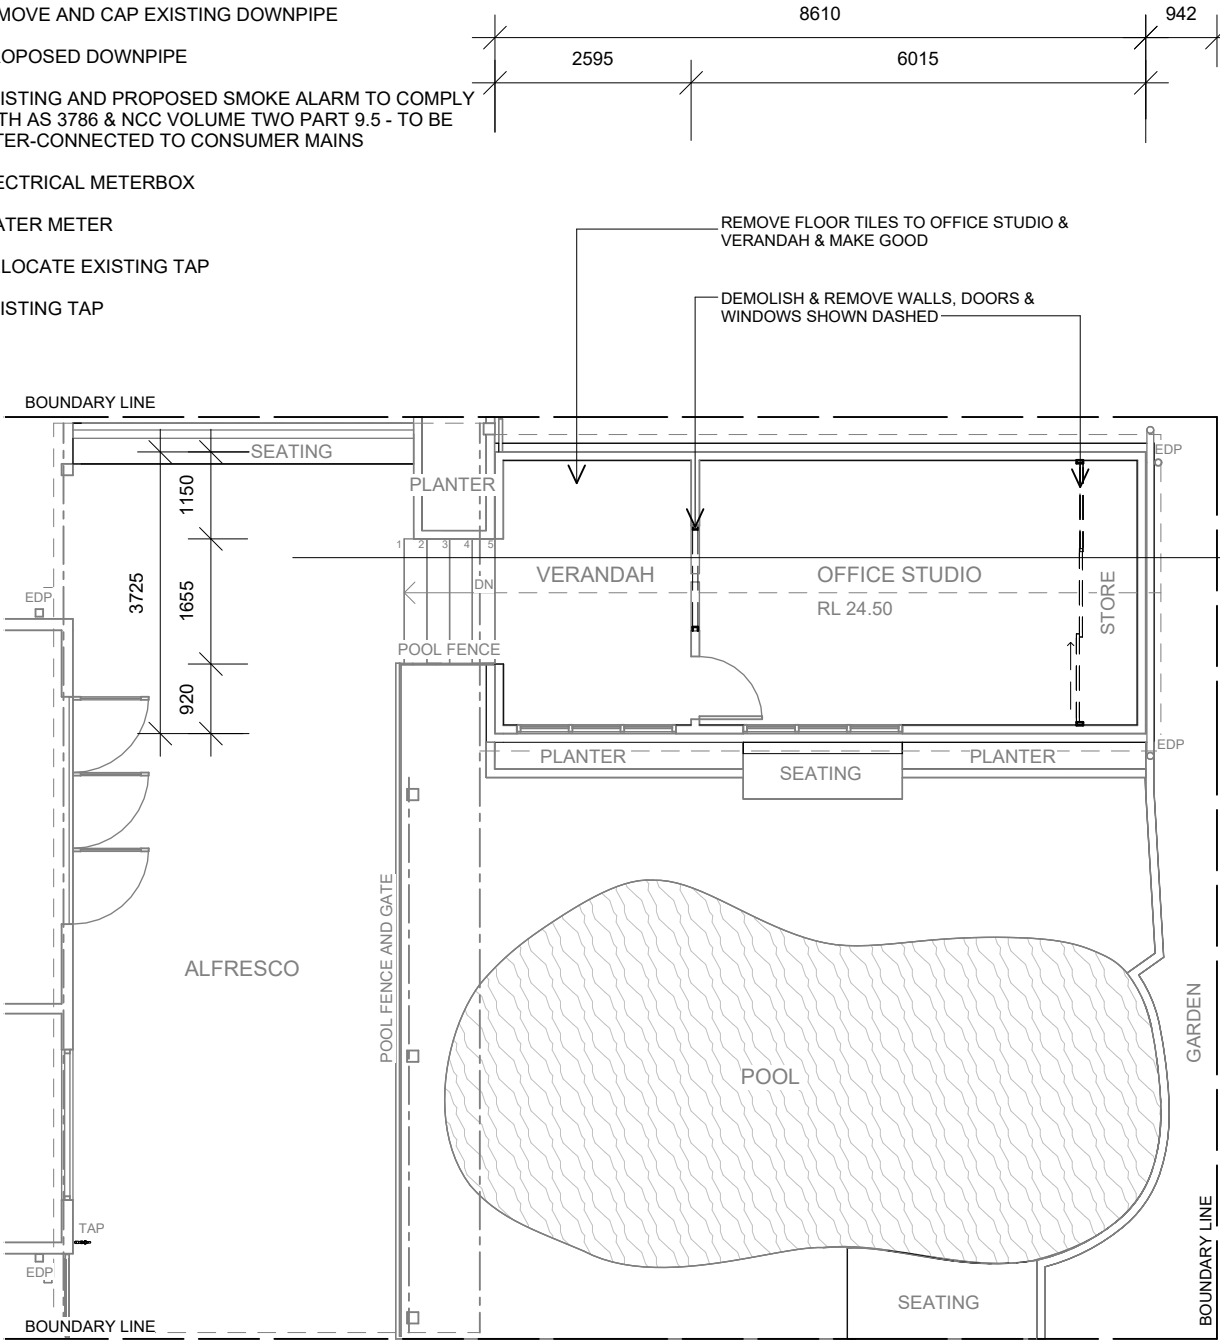 MOVE AND CAP EXISTING DOWNPIPE
OPOSED DOWNPIPE
ISTING AND PROPOSED SMOKE ALARM TO COMPLY
TH AS 3786 & NCC VOLUME TWO PART 9.5 - TO BE
TER-CONNECTED TO CONSUMER MAINS
ECTRICAL METERBOX
ATER METER
LOCATE EXISTING TAP
ISTING TAP
8610
942
2595
6015
REMOVE FLOOR TILES TO OFFICE STUDIO &
VERANDAH & MAKE GOOD
DEMOLISH & REMOVE WALLS, DOORS &
WINDOWS SHOWN DASHED
BOUNDARY LINE
SEATING
PLANTER
EDP
1150
3725
1655
920
1 2 3 4 5
DN
VERANDAH
OFFICE STUDIO
RL 24.50
STORE
EDP
POOL FENCE
PLANTER
SEATING
PLANTER
EDP
POOL FENCE AND GATE
ALFRESCO
POOL
GARDEN
TAP
EDP
SEATING
BOUNDARY LINE
BOUNDARY LINE